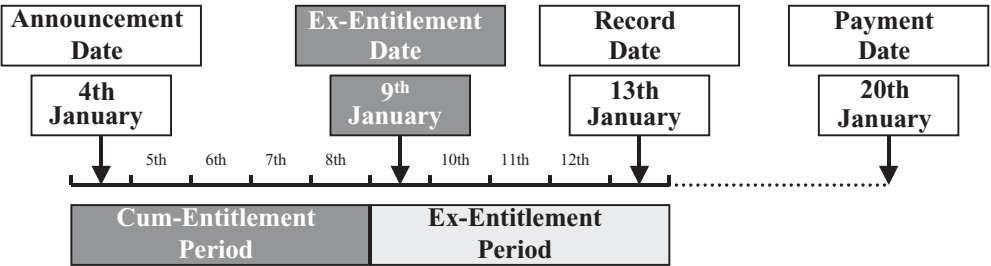 Announcement
Date
Ex-Entitlement
Date
Record
Date
Payment
Date
4th
January
9th
January
13th
January
20th
January
5th
6th
7th
8th
10th
11th
12th
Cum-Entitlement
Period
Ex-Entitlement
Period